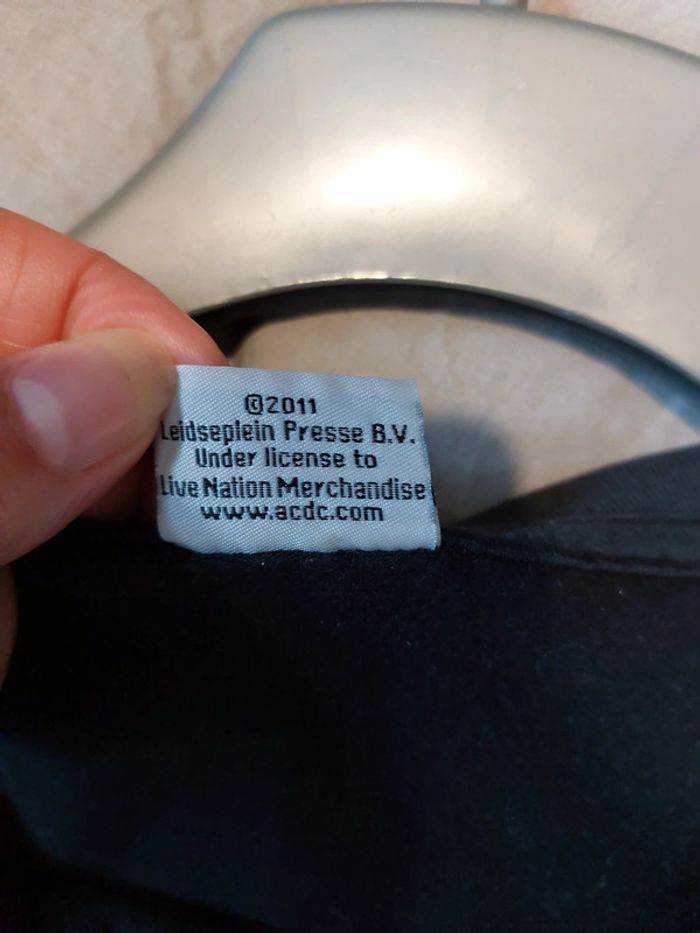 ©2011
Leidseplein Presse B.V.
Under license to
Live Nation Merchandise
www.acdc.com